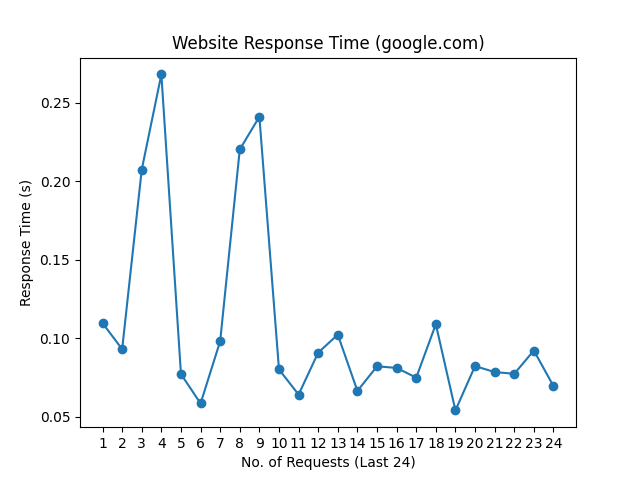 Website Response Time (google.com)
0.25
0.20
0.15
0.10
0.05
Response Time (s)
1 2 3 4 5 6 7 8 9 10 11 12 13 14 15 16 17 18 19 20 21 22 23 24
No. of Requests (Last 24)